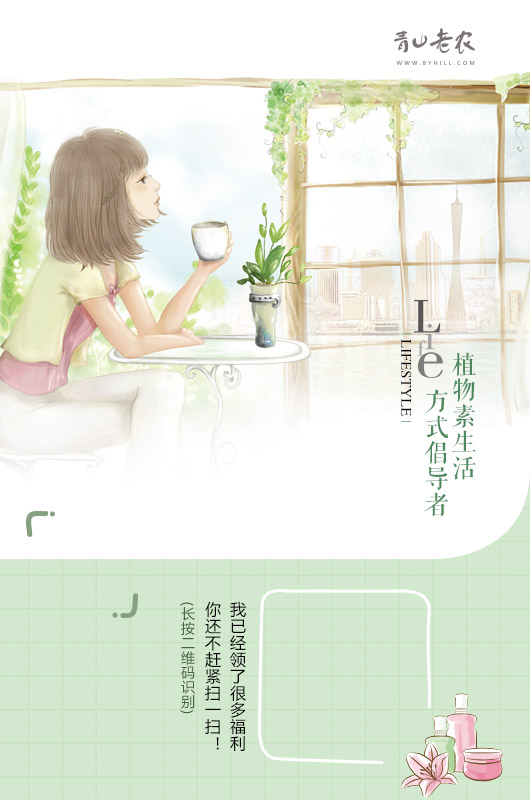 青山老农
WWW.BYHILL.COM
Life
LIFESTYLE
植物素生活
方式倡导者
我已经领了很多福利
你还不赶紧扫一扫！
(长按二维码识别)